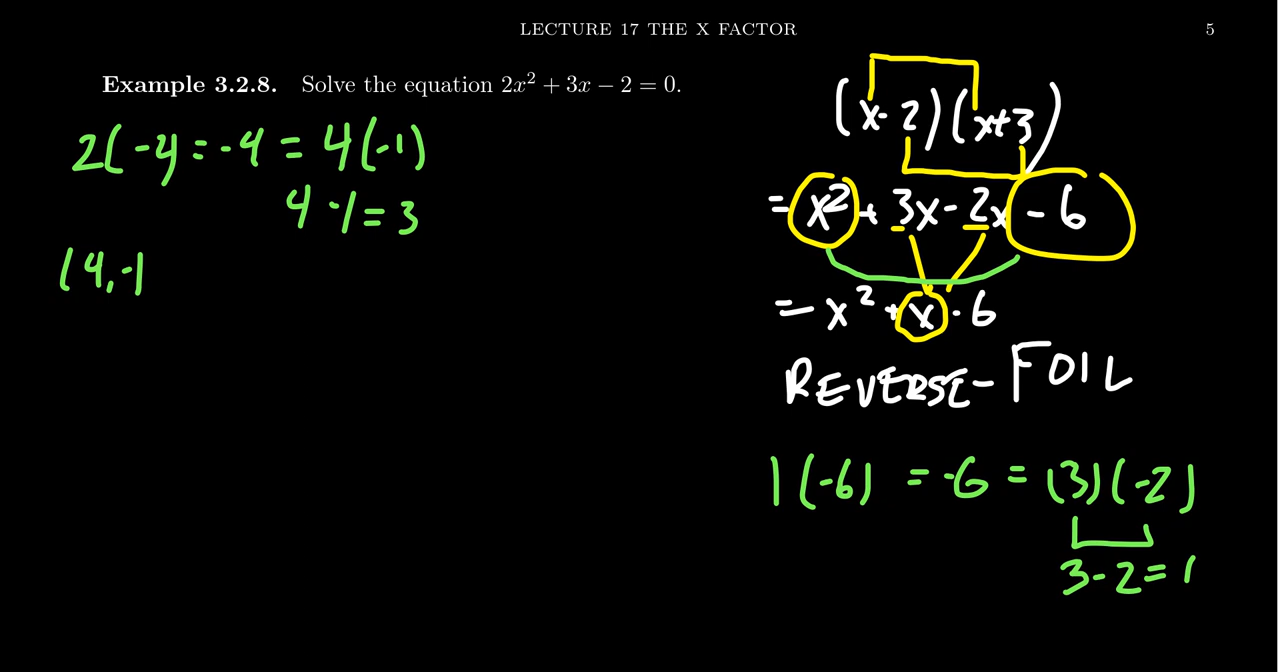 LECTURE 17 THE X FACTOR 5
Example 3.2.8. Solve the equation 2x² + 3x − 2 = 0.
2(-2) = -4 = 4(-1)
4 - 1 = 3
(4, -1
(x - 2)(x + 3)
= x² + 3x - 2x - 6
= x² + x - 6
REVERSE-FOIL
1(-6) = -6 = (3)(-2)
3 - 2 = 1